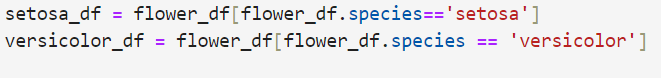 setosa_df = flower_df[flower_df.species=='setosa']
versicolor_df = flower_df[flower_df.species == 'versicolor']